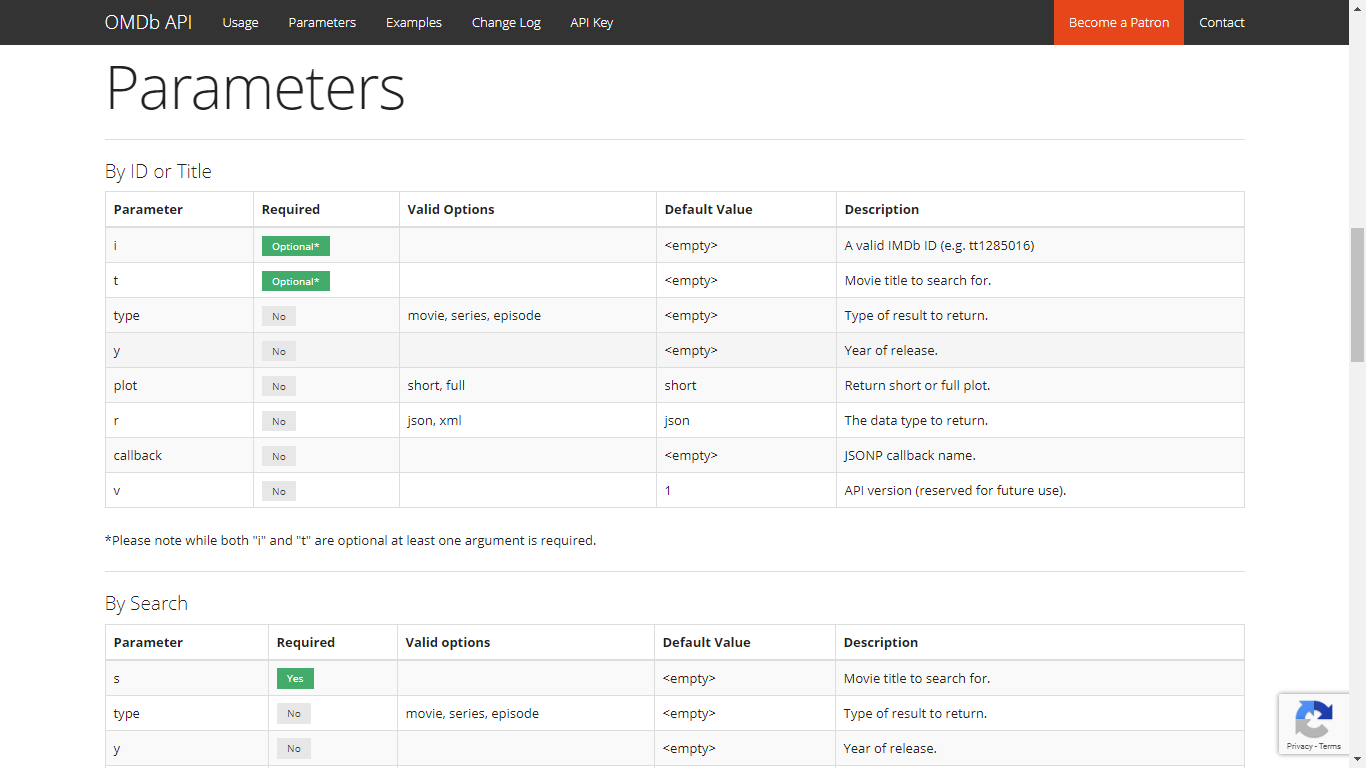 OMDb API Usage Parameters Examples Change Log API Key Become a Patron Contact
Parameters
By ID or Title
Parameter Required Valid Options Default Value Description
i Optional* <empty> A valid IMDb ID (e.g. tt1285016)
t Optional* <empty> Movie title to search for.
type No movie, series, episode <empty> Type of result to return.
y No <empty> Year of release.
plot No short, full short Return short or full plot.
r No json, xml json The data type to return.
callback No <empty> JSONP callback name.
v No 1 API version (reserved for future use).
*Please note while both "i" and "t" are optional at least one argument is required.
By Search
Parameter Required Valid options Default Value Description
s Yes <empty> Movie title to search for.
type No movie, series, episode <empty> Type of result to return.
y No <empty> Year of release.
Privacy - Terms